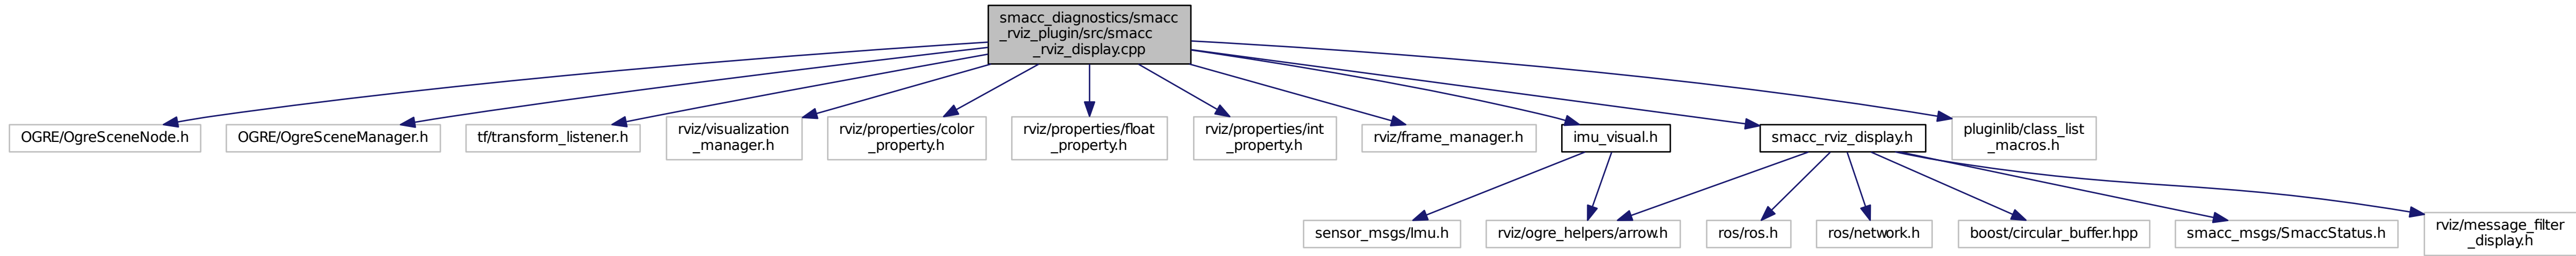 smacc_diagnostics/smacc
_rviz_plugin/src/smacc
_rviz_display.cpp
OGRE/OgreSceneNode.h
OGRE/OgreSceneManager.h
tf/transform_listener.h
rviz/visualization
_manager.h
rviz/properties/color
_property.h
rviz/properties/float
_property.h
rviz/properties/int
_property.h
rviz/frame_manager.h
imu_visual.h
smacc_rviz_display.h
pluginlib/class_list
_macros.h
sensor_msgs/Imu.h
rviz/ogre_helpers/arrow.h
ros/ros.h
ros/network.h
boost/circular_buffer.hpp
smacc_msgs/SmaccStatus.h
rviz/message_filter
_display.h